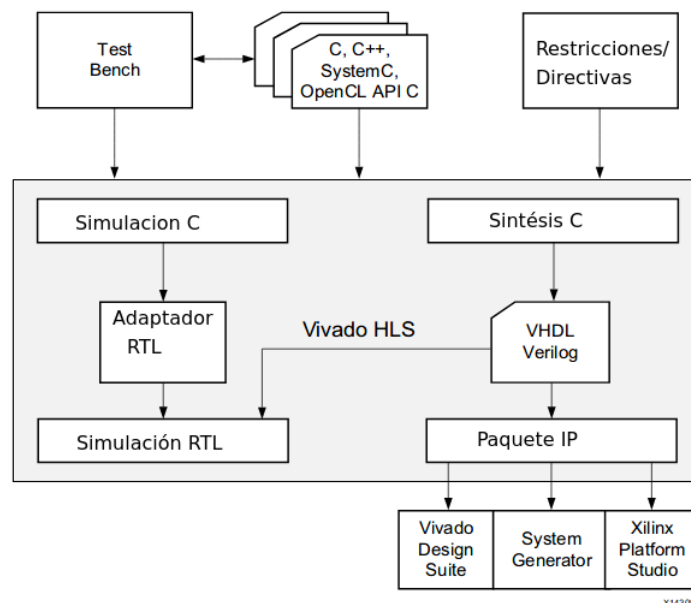 Test
Bench
C, C++,
SystemC,
OpenCL API C
Restricciones/
Directivas
Simulacion C
Sintésis C
Adaptador
RTL
Vivado HLS
VHDL
Verilog
Simulación RTL
Paquete IP
Vivado
Design
Suite
System
Generator
Xilinx
Platform
Studio